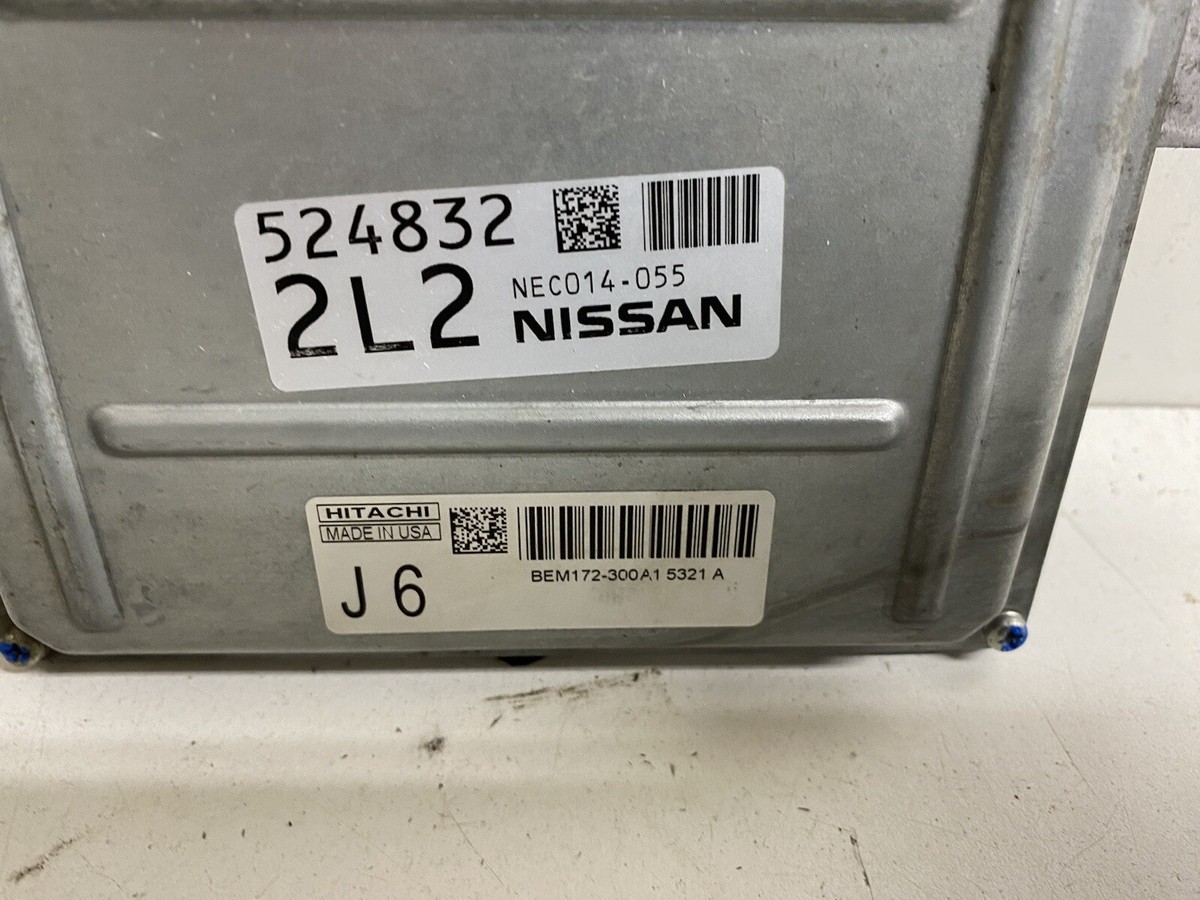 524832
2L2
NEC014-055
NISSAN
HITACHI
MADE IN USA
J6
BEM172-300A1 5321 A